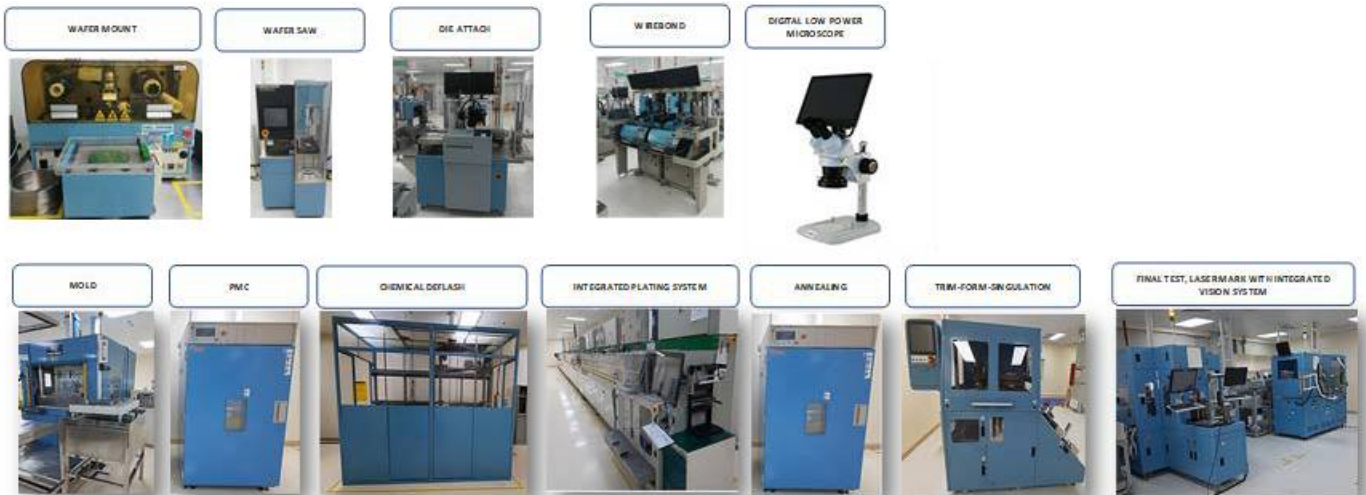 WAFER MOUNT
WAFER SAW
DIE ATTACH
WIREBOND
DIGITAL LOW POWER
MICROSCOPE
MOLD
PMC
CHEMICAL DEFLASH
INTEGRATED PLATING SYSTEM
ANNEALING
TRIM-FORM-SINGULATION
FINAL TEST, LASERMARK WITH INTEGRATED
VISION SYSTEM